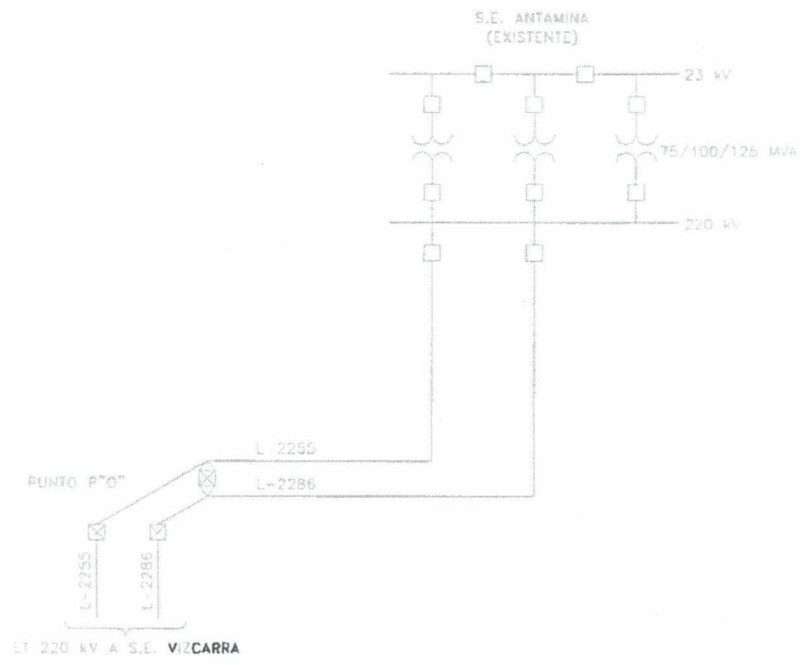 S.E. ANTAMINA
(EXISTENTE)
23 kV
75/100/125 MVA
220 kV
L-2255
PUNTO P"O"
L-2286
L-2255
L-2286
LT 220 kV A S.E. VIZCARRA